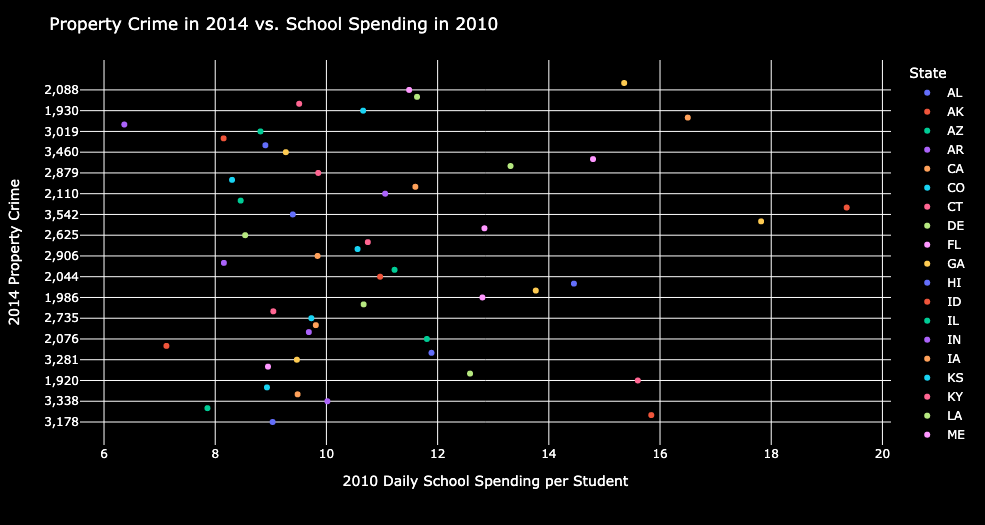 Property Crime in 2014 vs. School Spending in 2010
2014 Property Crime
2,088
1,930
3,019
3,460
2,879
2,110
3,542
2,625
2,906
2,044
1,986
2,735
2,076
3,281
1,920
3,338
3,178
6 8 10 12 14 16 18 20
2010 Daily School Spending per Student
State
AL
AK
AZ
AR
CA
CO
CT
DE
FL
GA
HI
ID
IL
IN
IA
KS
KY
LA
ME